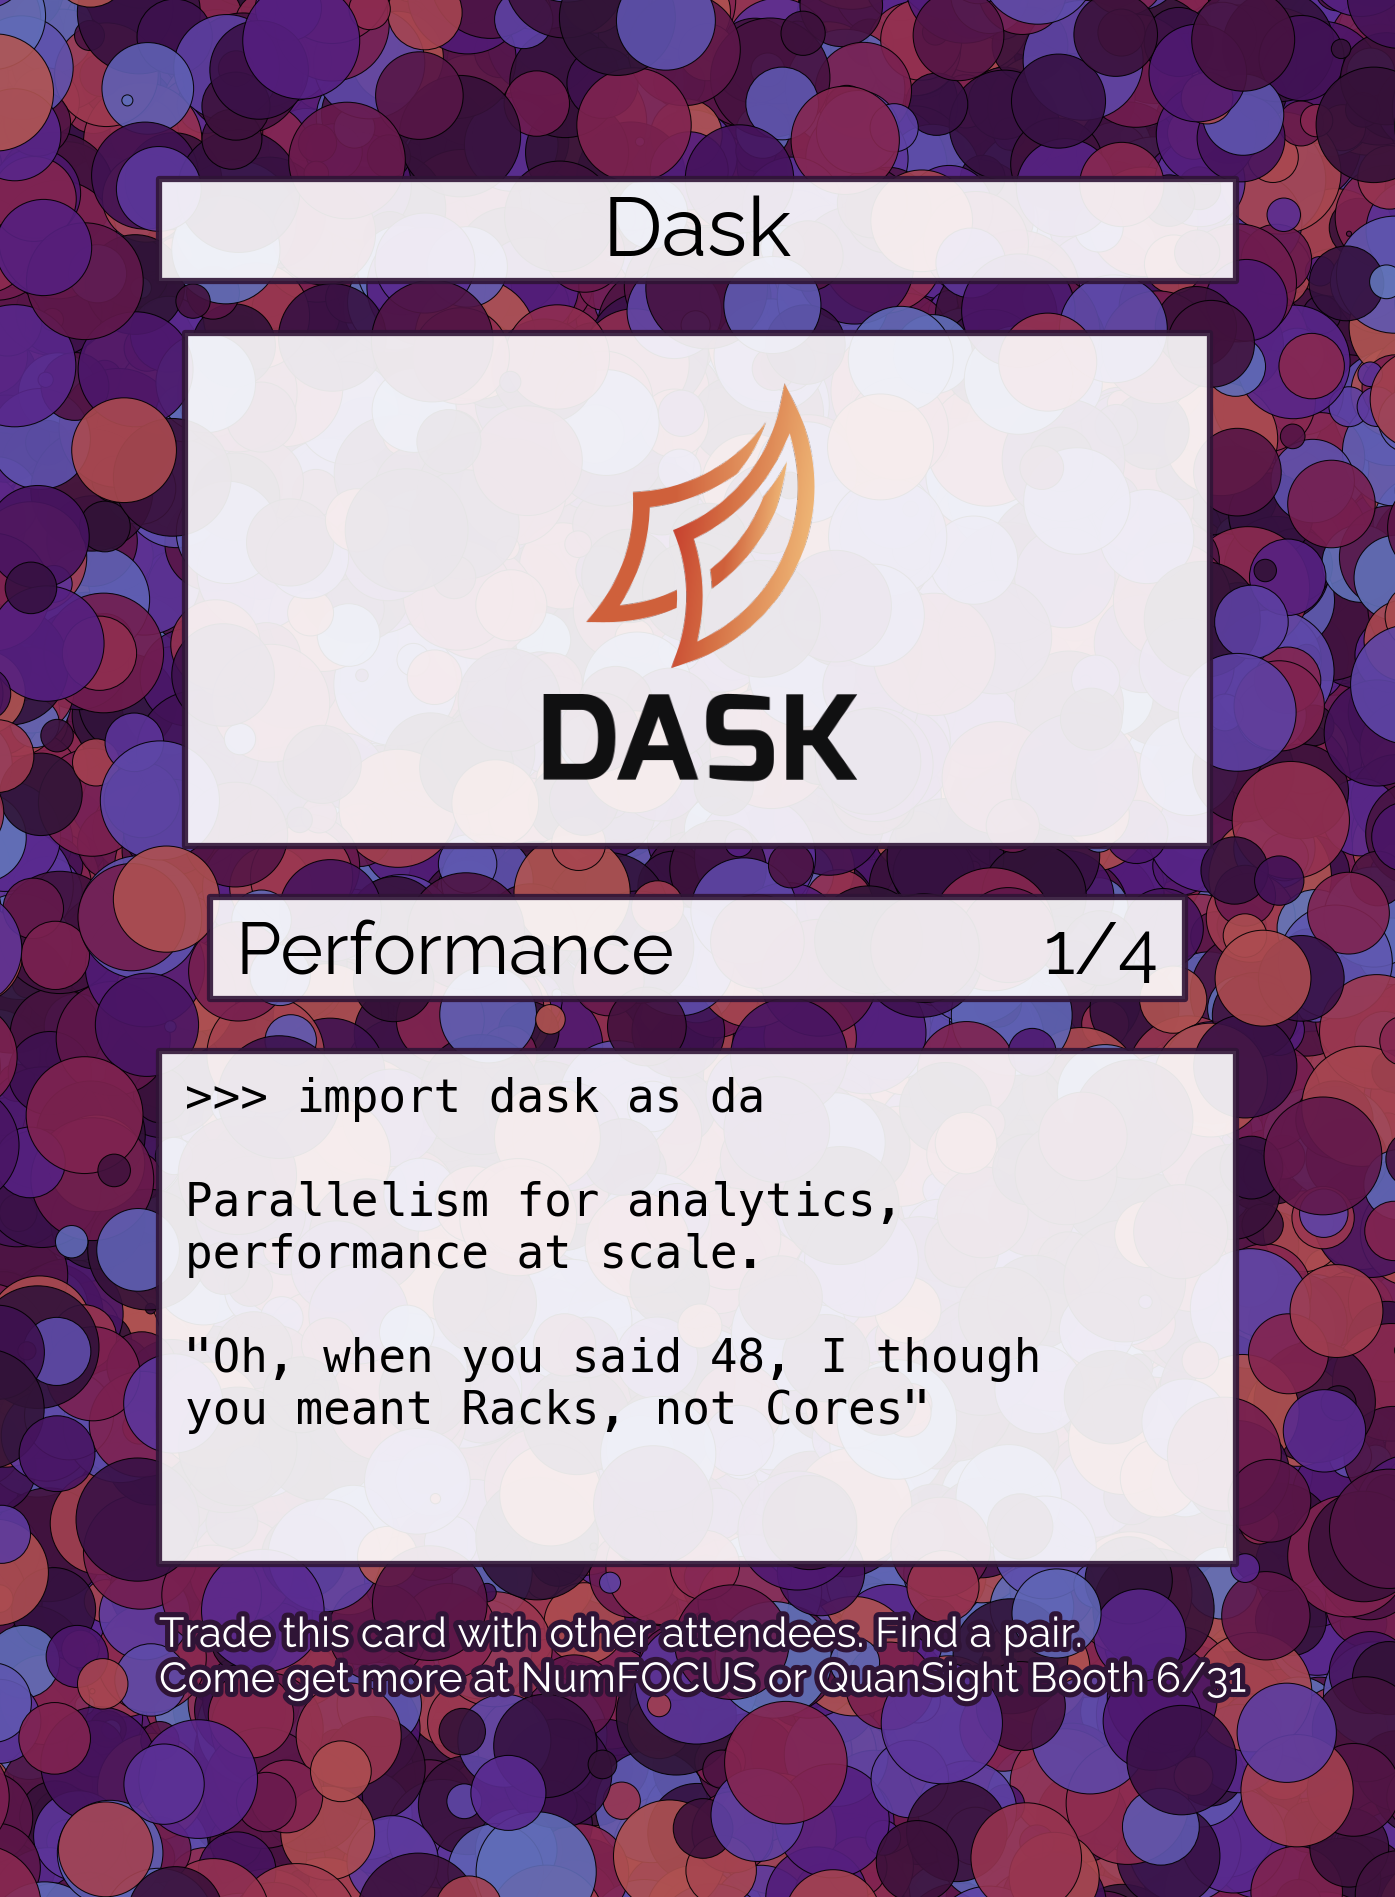 Dask
DASK
Performance 1/4
>>> import dask as da
Parallelism for analytics,
performance at scale.
"Oh, when you said 48, I though
you meant Racks, not Cores"
Trade this card with other attendees. Find a pair.
Come get more at NumFOCUS or QuanSight Booth 6/31